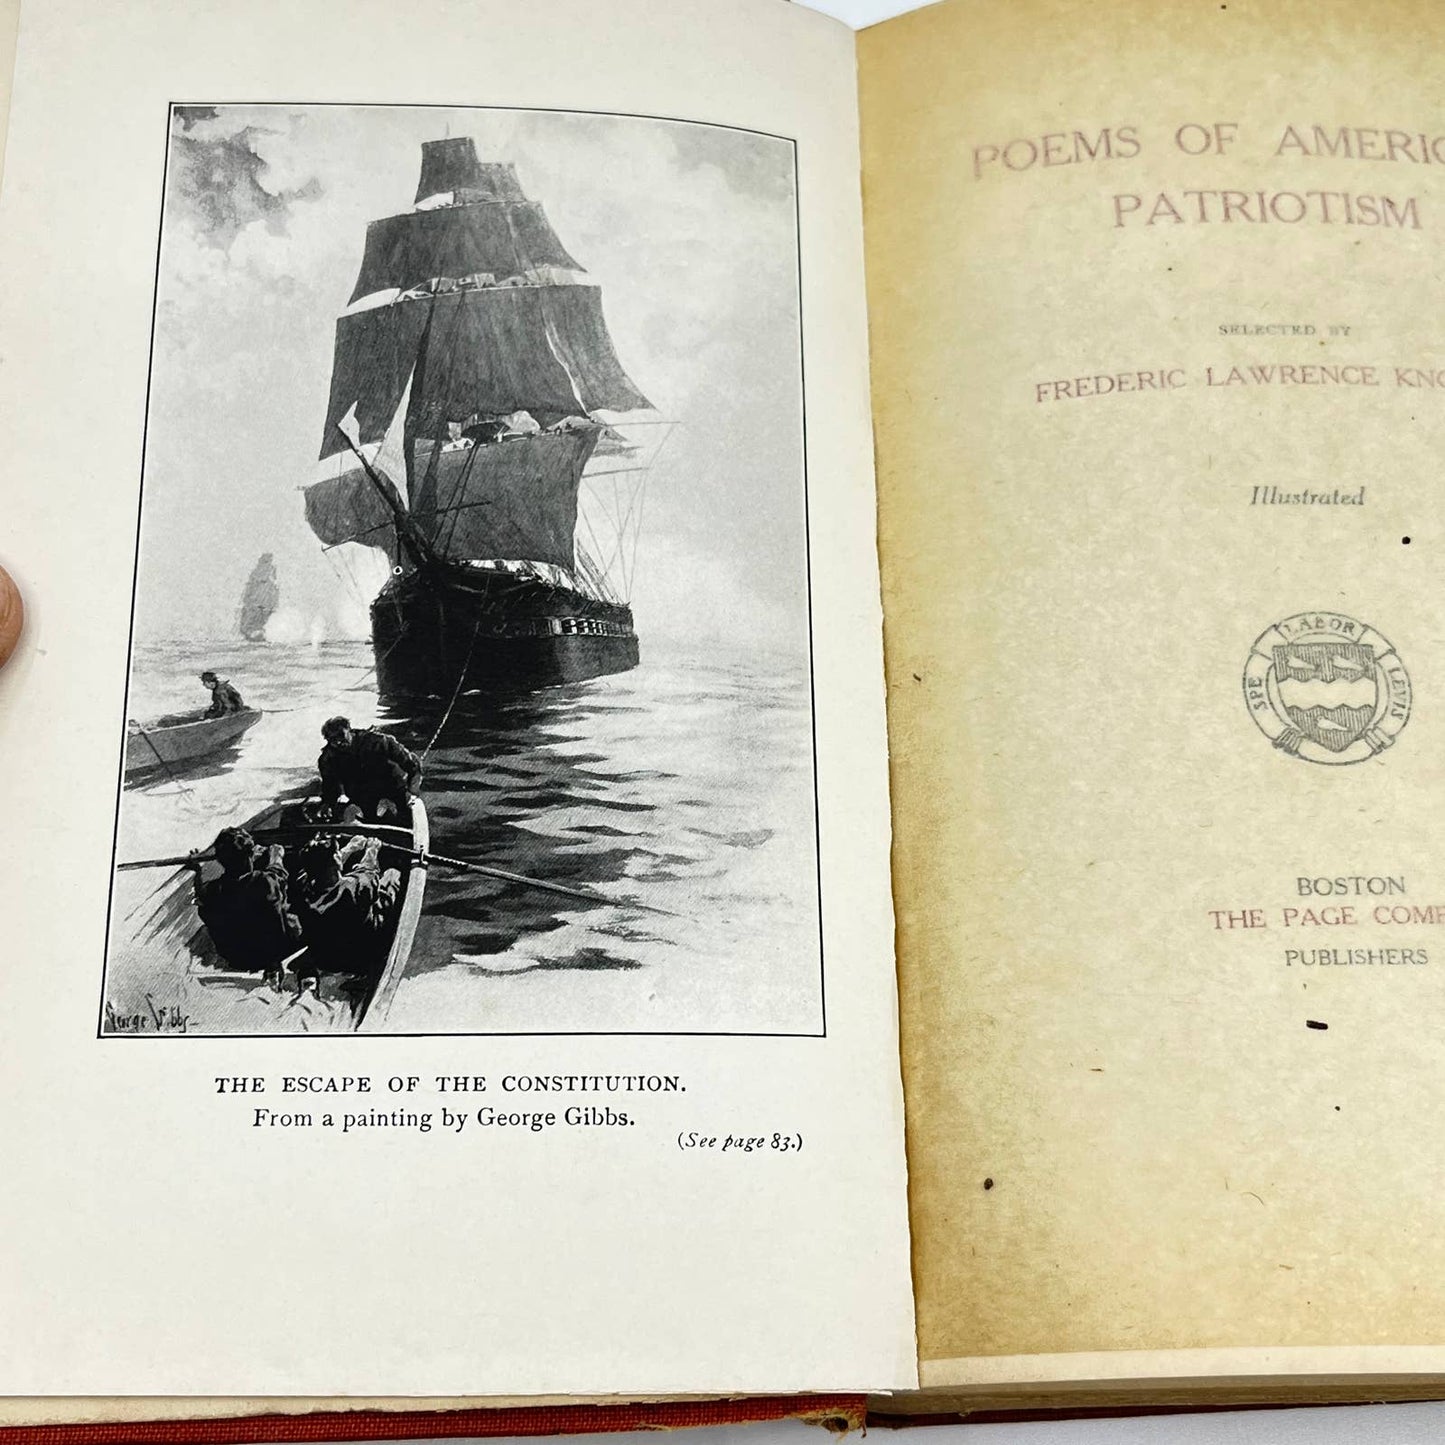 George Gibbs
THE ESCAPE OF THE CONSTITUTION.
From a painting by George Gibbs.
(See page 83.)
POEMS OF AMERIC
PATRIOTISM
SELECTED BY
FREDERIC LAWRENCE KNO
Illustrated
SPE LABOR LEVIS
BOSTON
THE PAGE COMP
PUBLISHERS